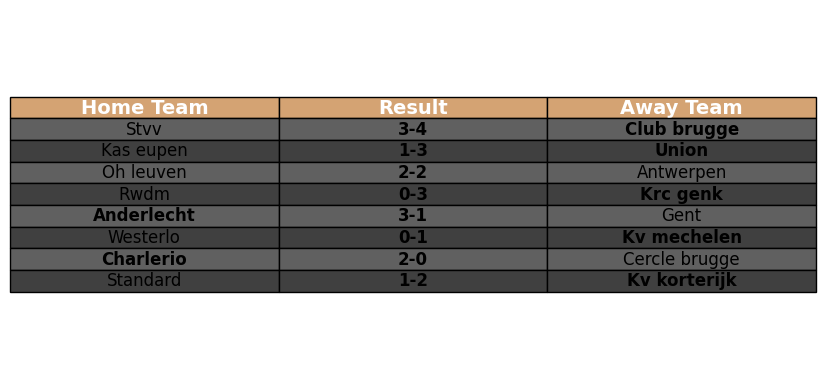 Home Team Result Away Team
Stvv 3-4 Club brugge
Kas eupen 1-3 Union
Oh leuven 2-2 Antwerpen
Rwdm 0-3 Krc genk
Anderlecht 3-1 Gent
Westerlo 0-1 Kv mechelen
Charlerio 2-0 Cercle brugge
Standard 1-2 Kv korterijk